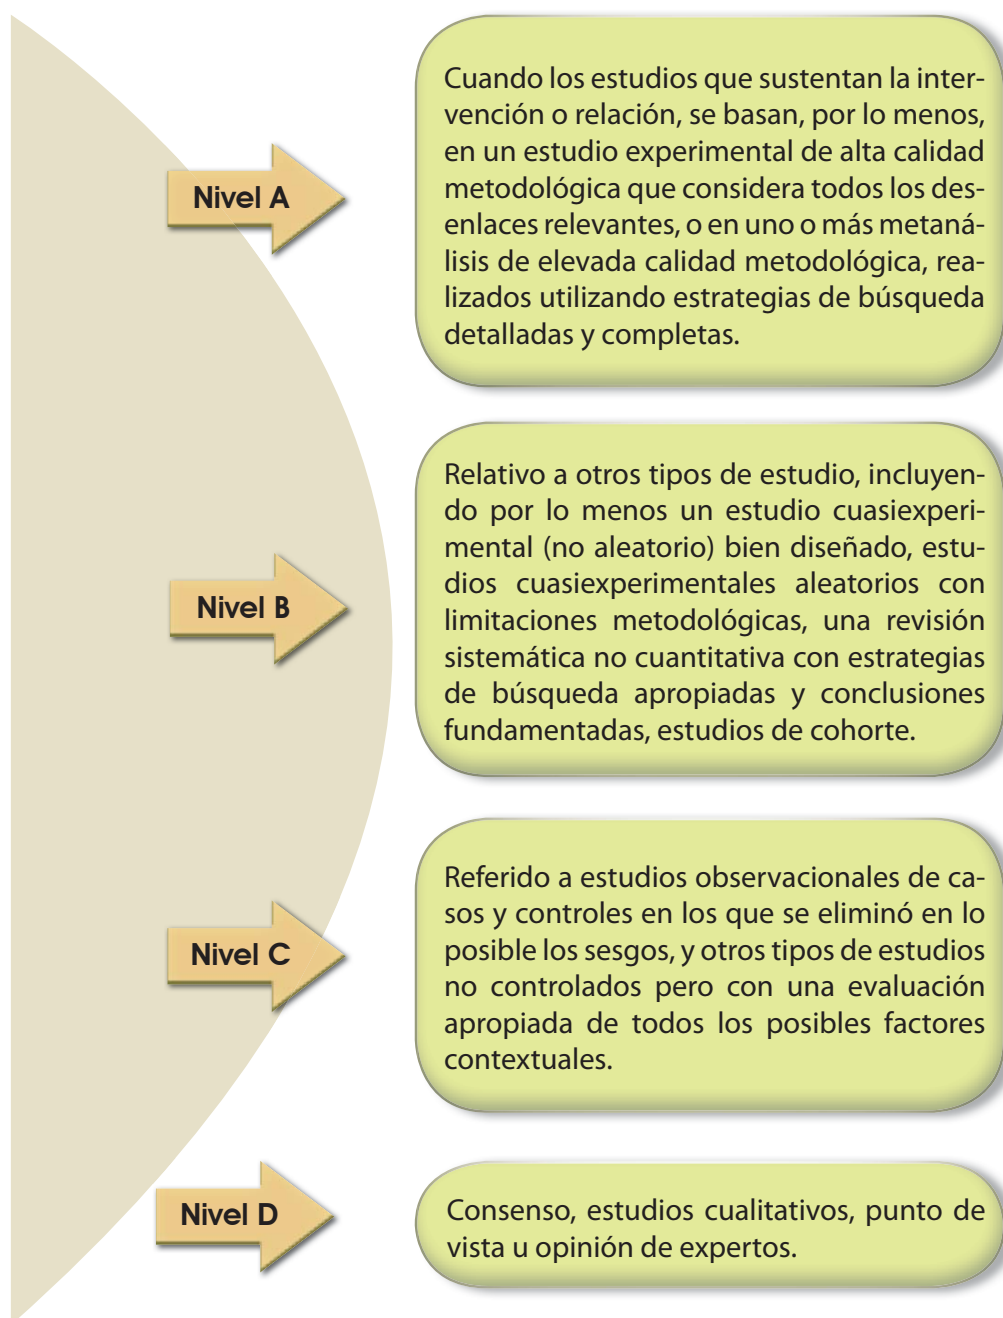 Nivel A
Cuando los estudios que sustentan la inter-
vención o relación, se basan, por lo menos,
en un estudio experimental de alta calidad
metodológica que considera todos los des-
enlaces relevantes, o en uno o más metaná-
lisis de elevada calidad metodológica, rea-
lizados utilizando estrategias de búsqueda
detalladas y completas.
Nivel B
Relativo a otros tipos de estudio, incluyen-
do por lo menos un estudio cuasiexperi-
mental (no aleatorio) bien diseñado, estu-
dios cuasiexperimentales aleatorios con
limitaciones metodológicas, una revisión
sistemática no cuantitativa con estrategias
de búsqueda apropiadas y conclusiones
fundamentadas, estudios de cohorte.
Nivel C
Referido a estudios observacionales de ca-
sos y controles en los que se eliminó en lo
posible los sesgos, y otros tipos de estudios
no controlados pero con una evaluación
apropiada de todos los posibles factores
contextuales.
Nivel D
Consenso, estudios cualitativos, punto de
vista u opinión de expertos.